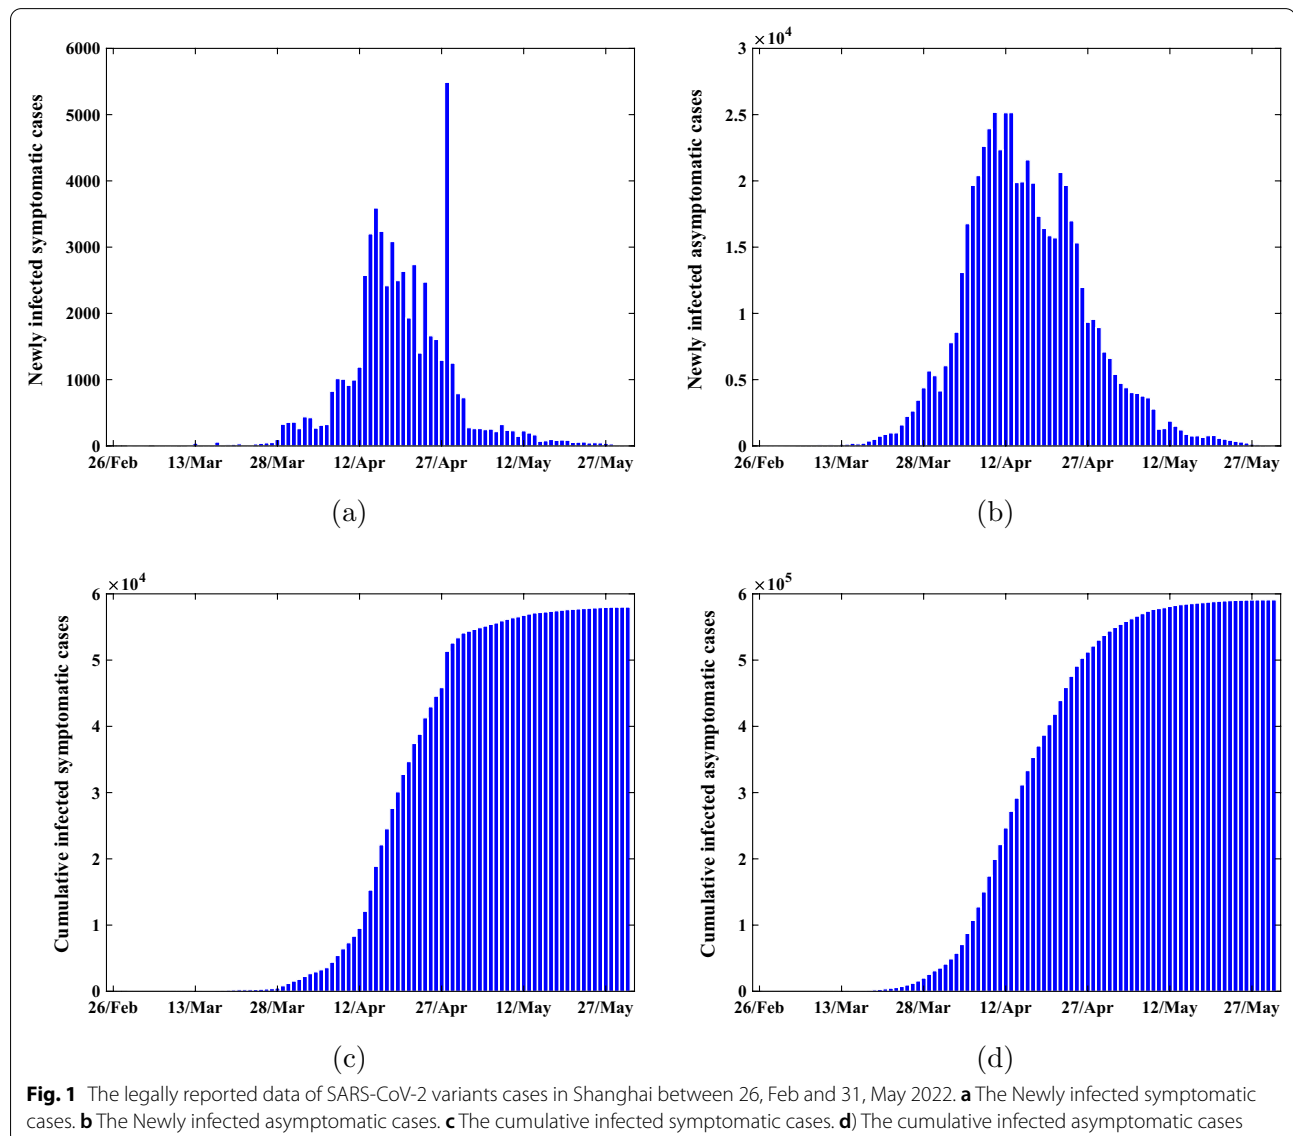 6000
5000
4000
3000
2000
1000
0
Newly infected symptomatic cases
26/Feb 13/Mar 28/Mar 12/Apr 27/Apr 12/May 27/May
(a)
×10^4
3
2.5
2
1.5
1
0.5
0
Newly infected asymptomatic cases
26/Feb 13/Mar 28/Mar 12/Apr 27/Apr 12/May 27/May
(b)
×10^4
6
5
4
3
2
1
0
Cumulative infected symptomatic cases
26/Feb 13/Mar 28/Mar 12/Apr 27/Apr 12/May 27/May
(c)
×10^5
6
5
4
3
2
1
0
Cumulative infected asymptomatic cases
26/Feb 13/Mar 28/Mar 12/Apr 27/Apr 12/May 27/May
(d)
Fig. 1 The legally reported data of SARS-CoV-2 variants cases in Shanghai between 26, Feb and 31, May 2022. a The Newly infected symptomatic
cases. b The Newly infected asymptomatic cases. c The cumulative infected symptomatic cases. d) The cumulative infected asymptomatic cases